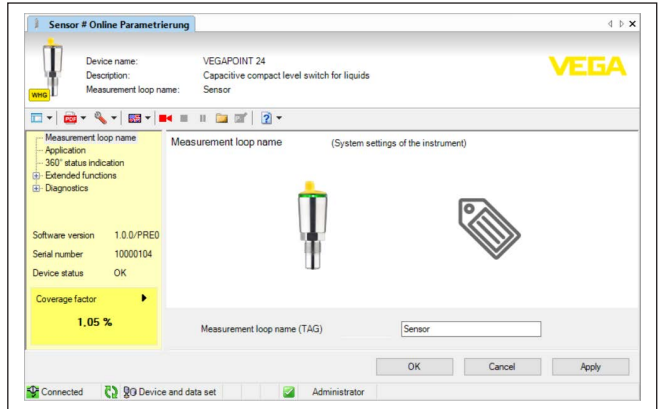 Sensor # Online Parametrierung
Device name: VEGAPOINT 24
Description: Capacitive compact level switch for liquids
Measurement loop name: Sensor
WHG
VEGA
PDF
Measurement loop name
Application
360° status indication
Extended functions
Diagnostics
Software version 1.0.0/PRE0
Serial number 10000104
Device status OK
Coverage factor
1,05 %
Measurement loop name (System settings of the instrument)
Measurement loop name (TAG) Sensor
OK Cancel Apply
Connected Device and data set Administrator